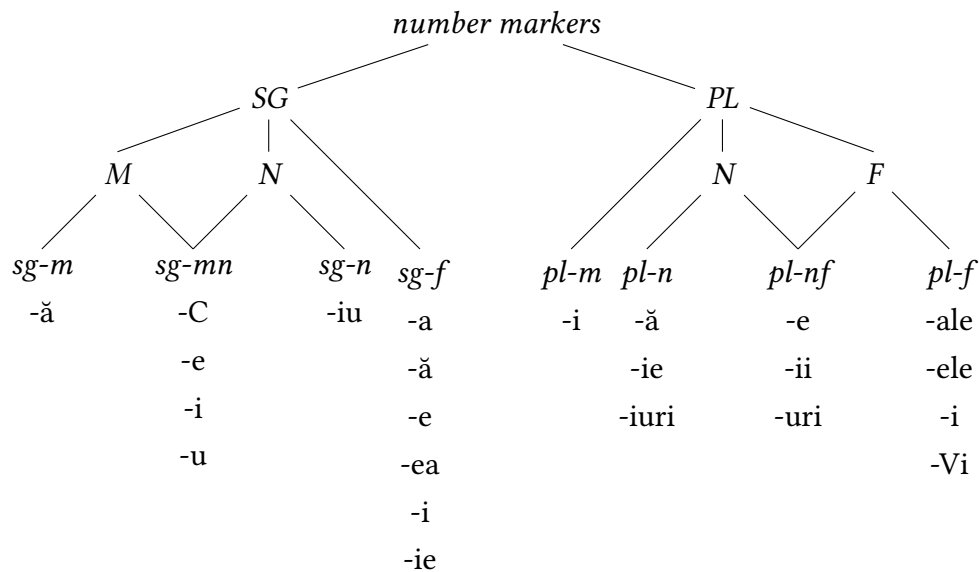 number markers
SG PL
M N N F
sg-m sg-mn sg-n sg-f pl-m pl-n pl-nf pl-f
-ă -C -iu -a -i -ă -e -ale
-e -ă -ie -ii -ele
-i -e -iuri -uri -i
-u -ea -Vi
-i
-ie